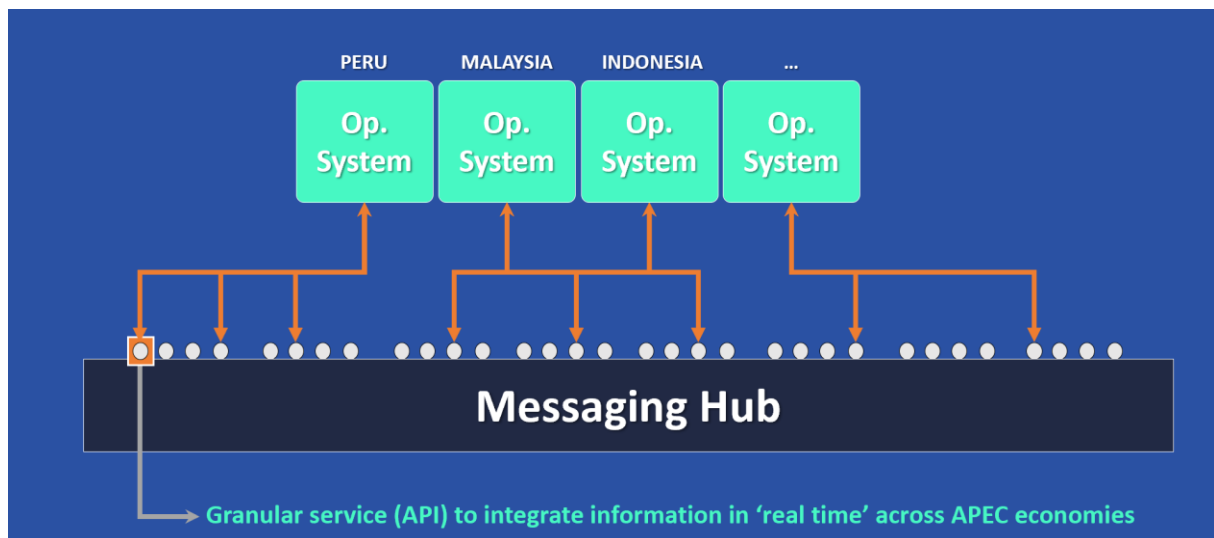 PERU MALAYSIA INDONESIA ...
Op. Op. Op. Op.
System System System System
Messaging Hub
Granular service (API) to integrate information in ‘real time’ across APEC economies